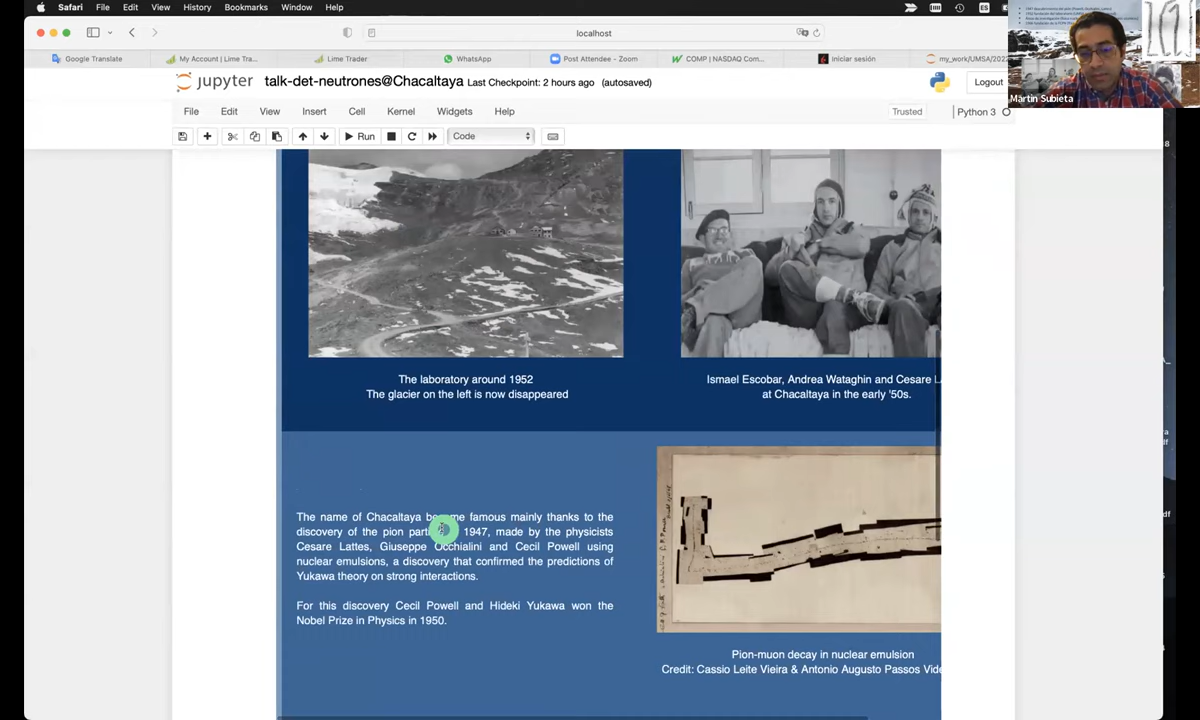 Safari File Edit View History Bookmarks Window Help
localhost
Google Translate My Account | Lime Tra... Lime Trader WhatsApp Post Attendee - Zoom COMP | NASDAQ Com... Iniciar sesión my_work/UMSA/202
jupyter talk-det-neutrones@Chacaltaya Last Checkpoint: 2 hours ago (autosaved) Logout
File Edit View Insert Cell Kernel Widgets Help Trusted Python 3
Run Code
Martin Subieta
The laboratory around 1952
The glacier on the left is now disappeared
Ismael Escobar, Andrea Wataghin and Cesare
at Chacaltaya in the early '50s.
The name of Chacaltaya famous mainly thanks to the
discovery of the pion 1947, made by the physicists
Cesare Lattes, Giuseppe Occhialini and Cecil Powell using
nuclear emulsions, a discovery that confirmed the predictions of
Yukawa theory on strong interactions.
For this discovery Cecil Powell and Hideki Yukawa won the
Nobel Prize in Physics in 1950.
Pion-muon decay in nuclear emulsion
Credit: Cassio Leite Vieira & Antonio Augusto Passos